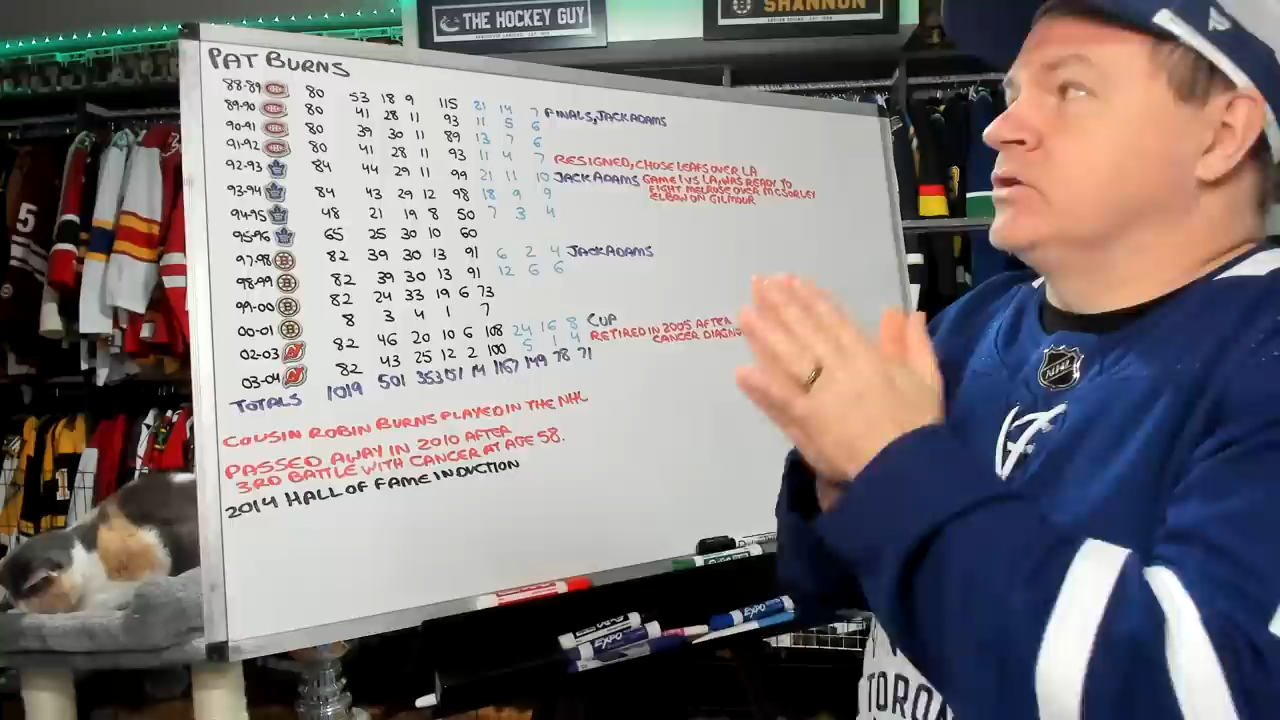 THE HOCKEY GUY
SHANNON
PAT BURNS
88-89 80 53 18 9 115 21 14 7 FINALS, JACK ADAMS
89-90 80 41 28 11 93 11 5 6
90-91 80 39 30 11 89 13 7 6
91-92 80 41 28 11 93 11 4 7 RESIGNED, CHOSE LEAFS OVER LA
92-93 84 44 29 11 99 21 11 10 JACK ADAMS GAME 1 VS LA, WAS READY TO
FIGHT MELROSE OVER MCSORLEY
ELBOW ON GILMOUR
93-94 84 43 29 12 98 18 9 9
94-95 48 21 19 8 50 7 3 4
95-96 65 25 30 10 60
97-98 82 39 30 13 91 6 2 4 JACK ADAMS
98-99 82 39 30 13 91 12 6 6
99-00 82 24 33 19 6 73
00-01 8 3 4 1 7
02-03 82 46 20 10 6 108 24 16 8 CUP
RETIRED IN 2005 AFTER
CANCER DIAGNO
03-04 82 43 25 12 2 100 5 1 4
TOTALS 1019 501 353 151 14 1167 149 78 71
COUSIN ROBIN BURNS PLAYED IN THE NHL
PASSED AWAY IN 2010 AFTER
3RD BATTLE WITH CANCER AT AGE 58.
2014 HALL OF FAME INDUCTION
5
NHL
EXPO
EXPO
TORON